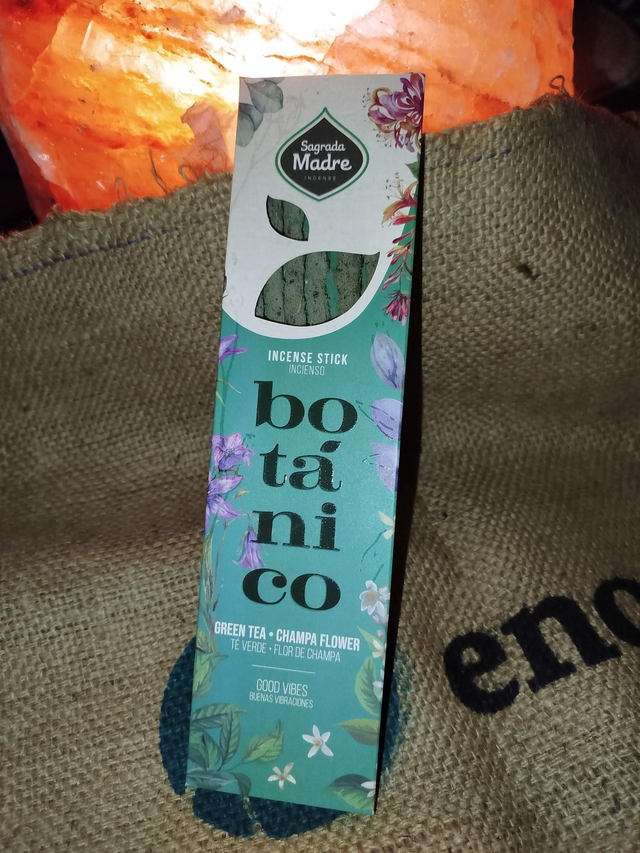 Sagrada
Madre
INCENSE
INCENSE STICK
INCIENSO
bo
tá
ni
co
GREEN TEA • CHAMPA FLOWER
TÉ VERDE • FLOR DE CHAMPA
GOOD VIBES
BUENAS VIBRACIONES
eno